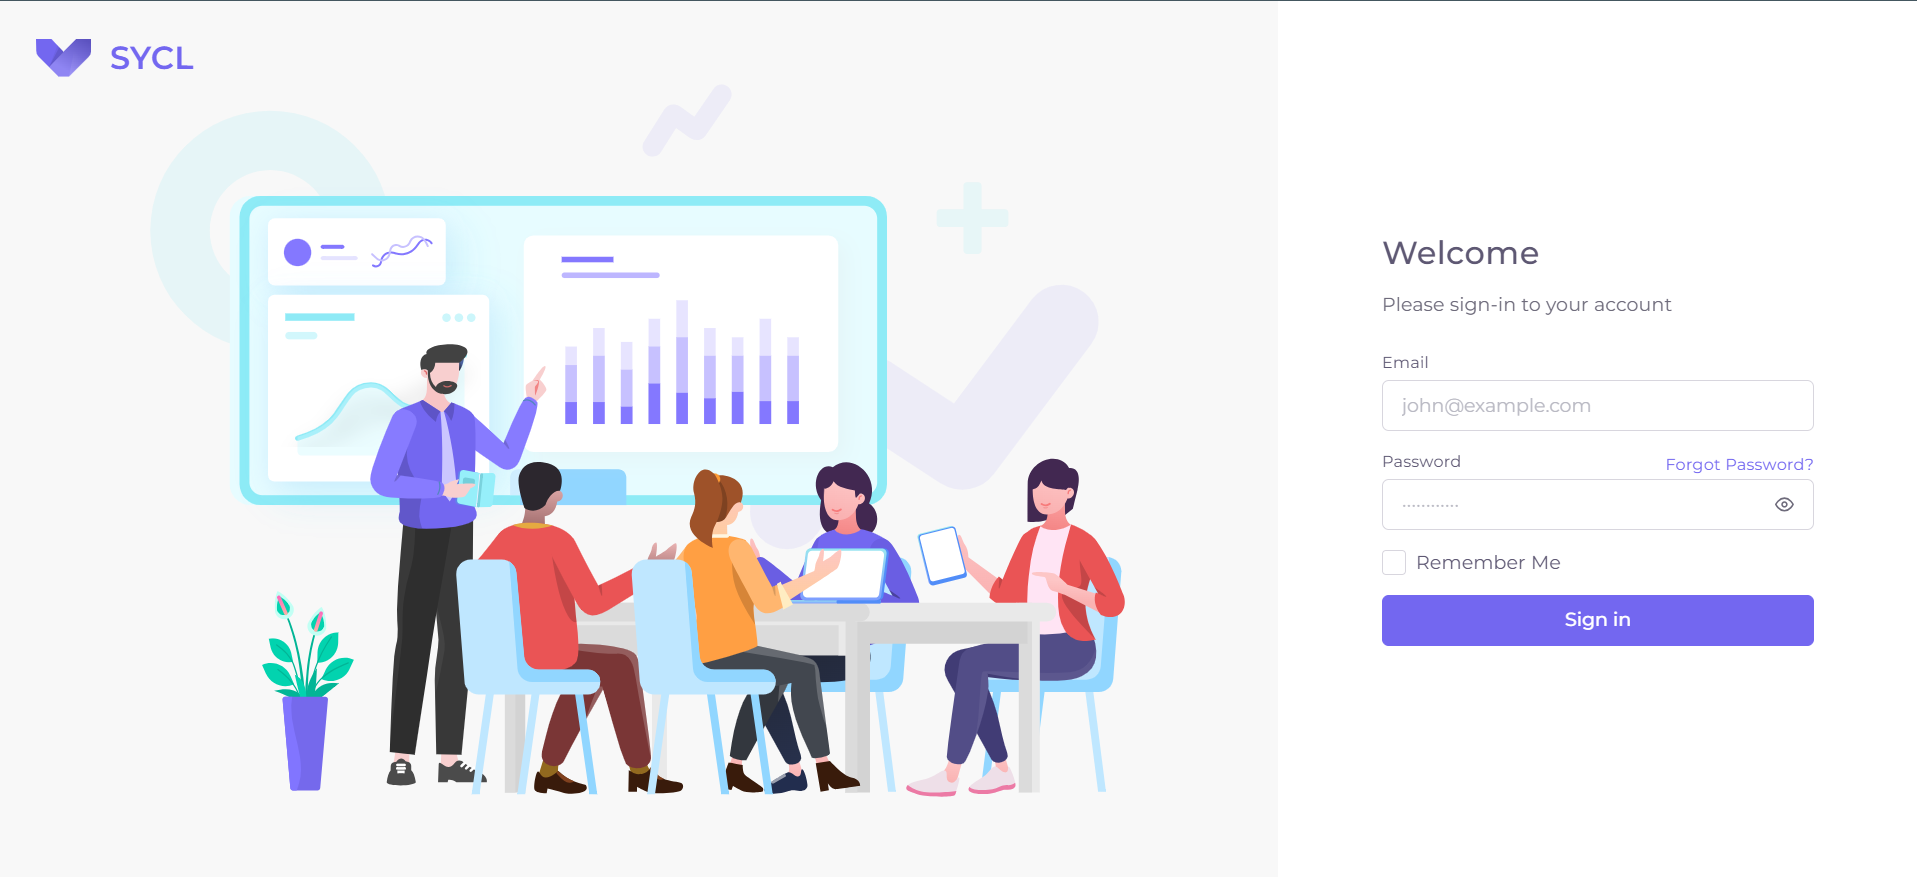 SYCL
Welcome
Please sign-in to your account
Email
john@example.com
Password
Forgot Password?
············
Remember Me
Sign in